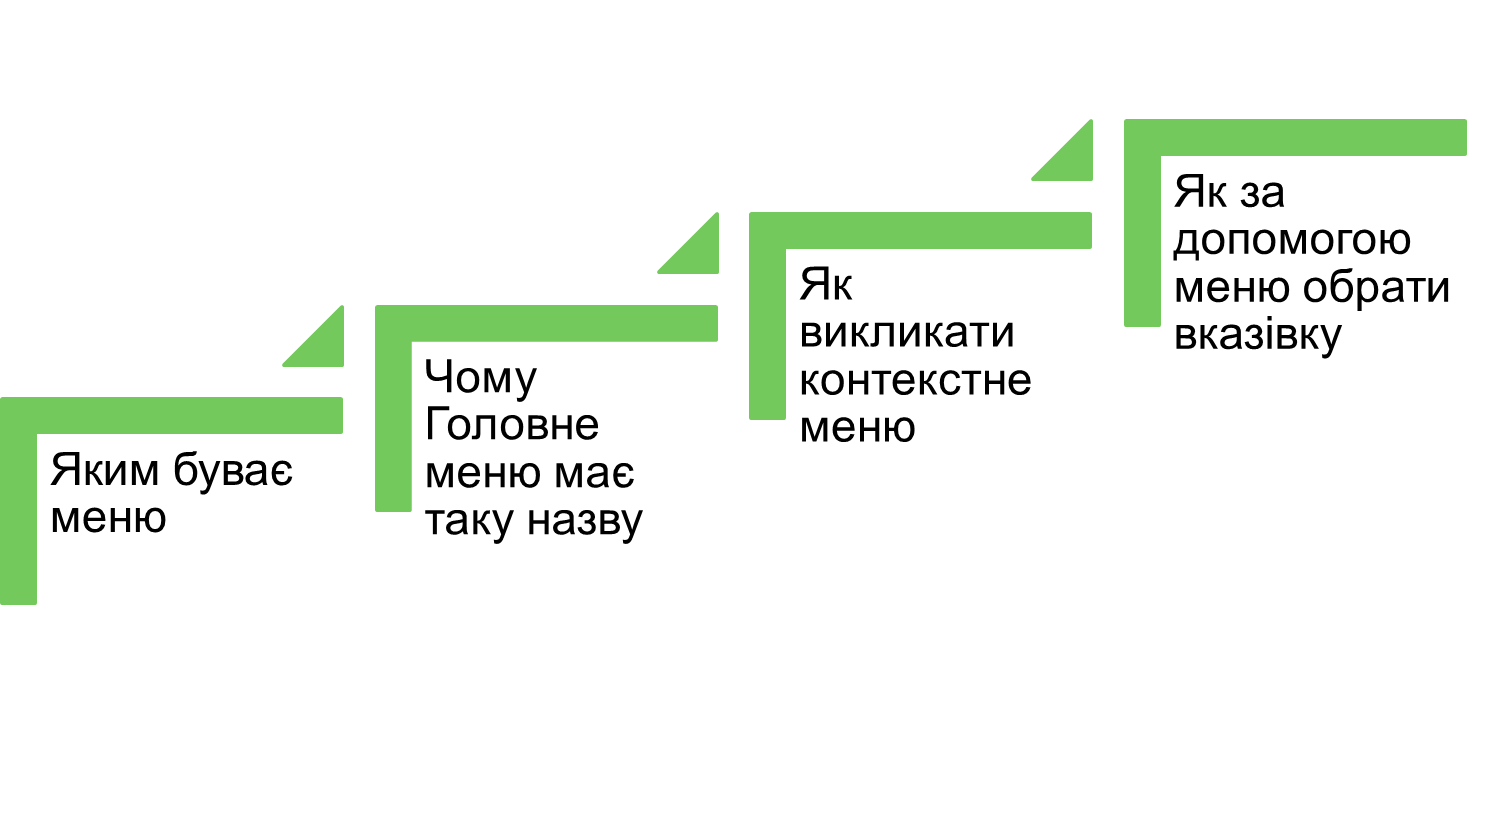 Яким буває
меню
Чому
Головне
меню має
таку назву
Як
викликати
контекстне
меню
Як за
допомогою
меню обрати
вказівку